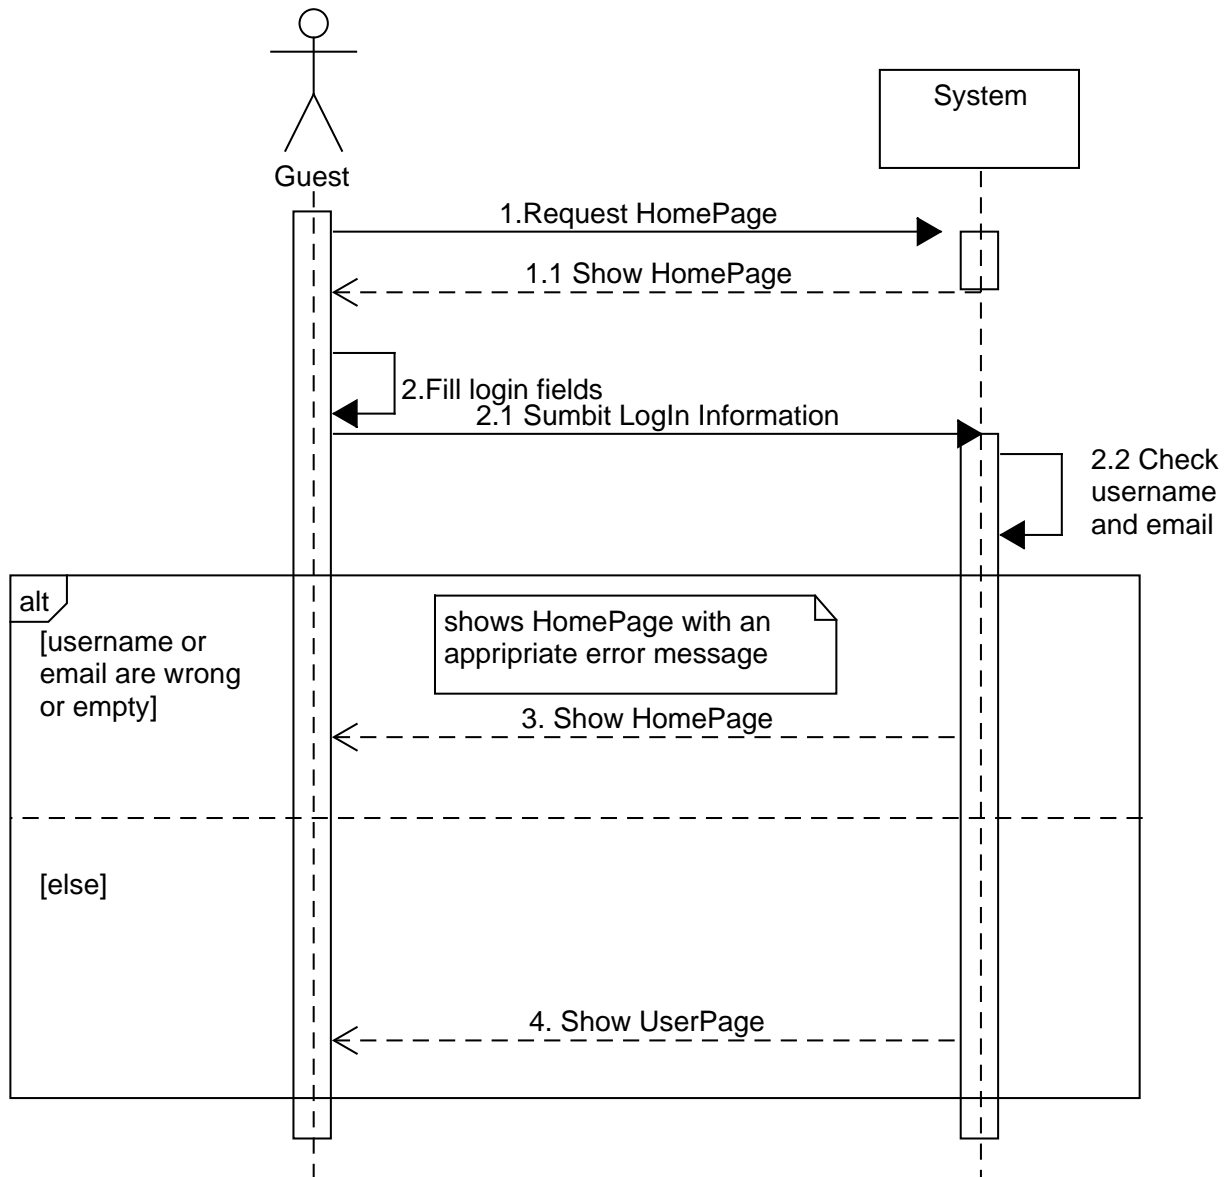 System
Guest
1.Request HomePage
1.1 Show HomePage
2.Fill login fields
2.1 Sumbit LogIn Information
2.2 Check
username
and email
alt
[username or
email are wrong
or empty]
shows HomePage with an
appripriate error message
3. Show HomePage
[else]
4. Show UserPage